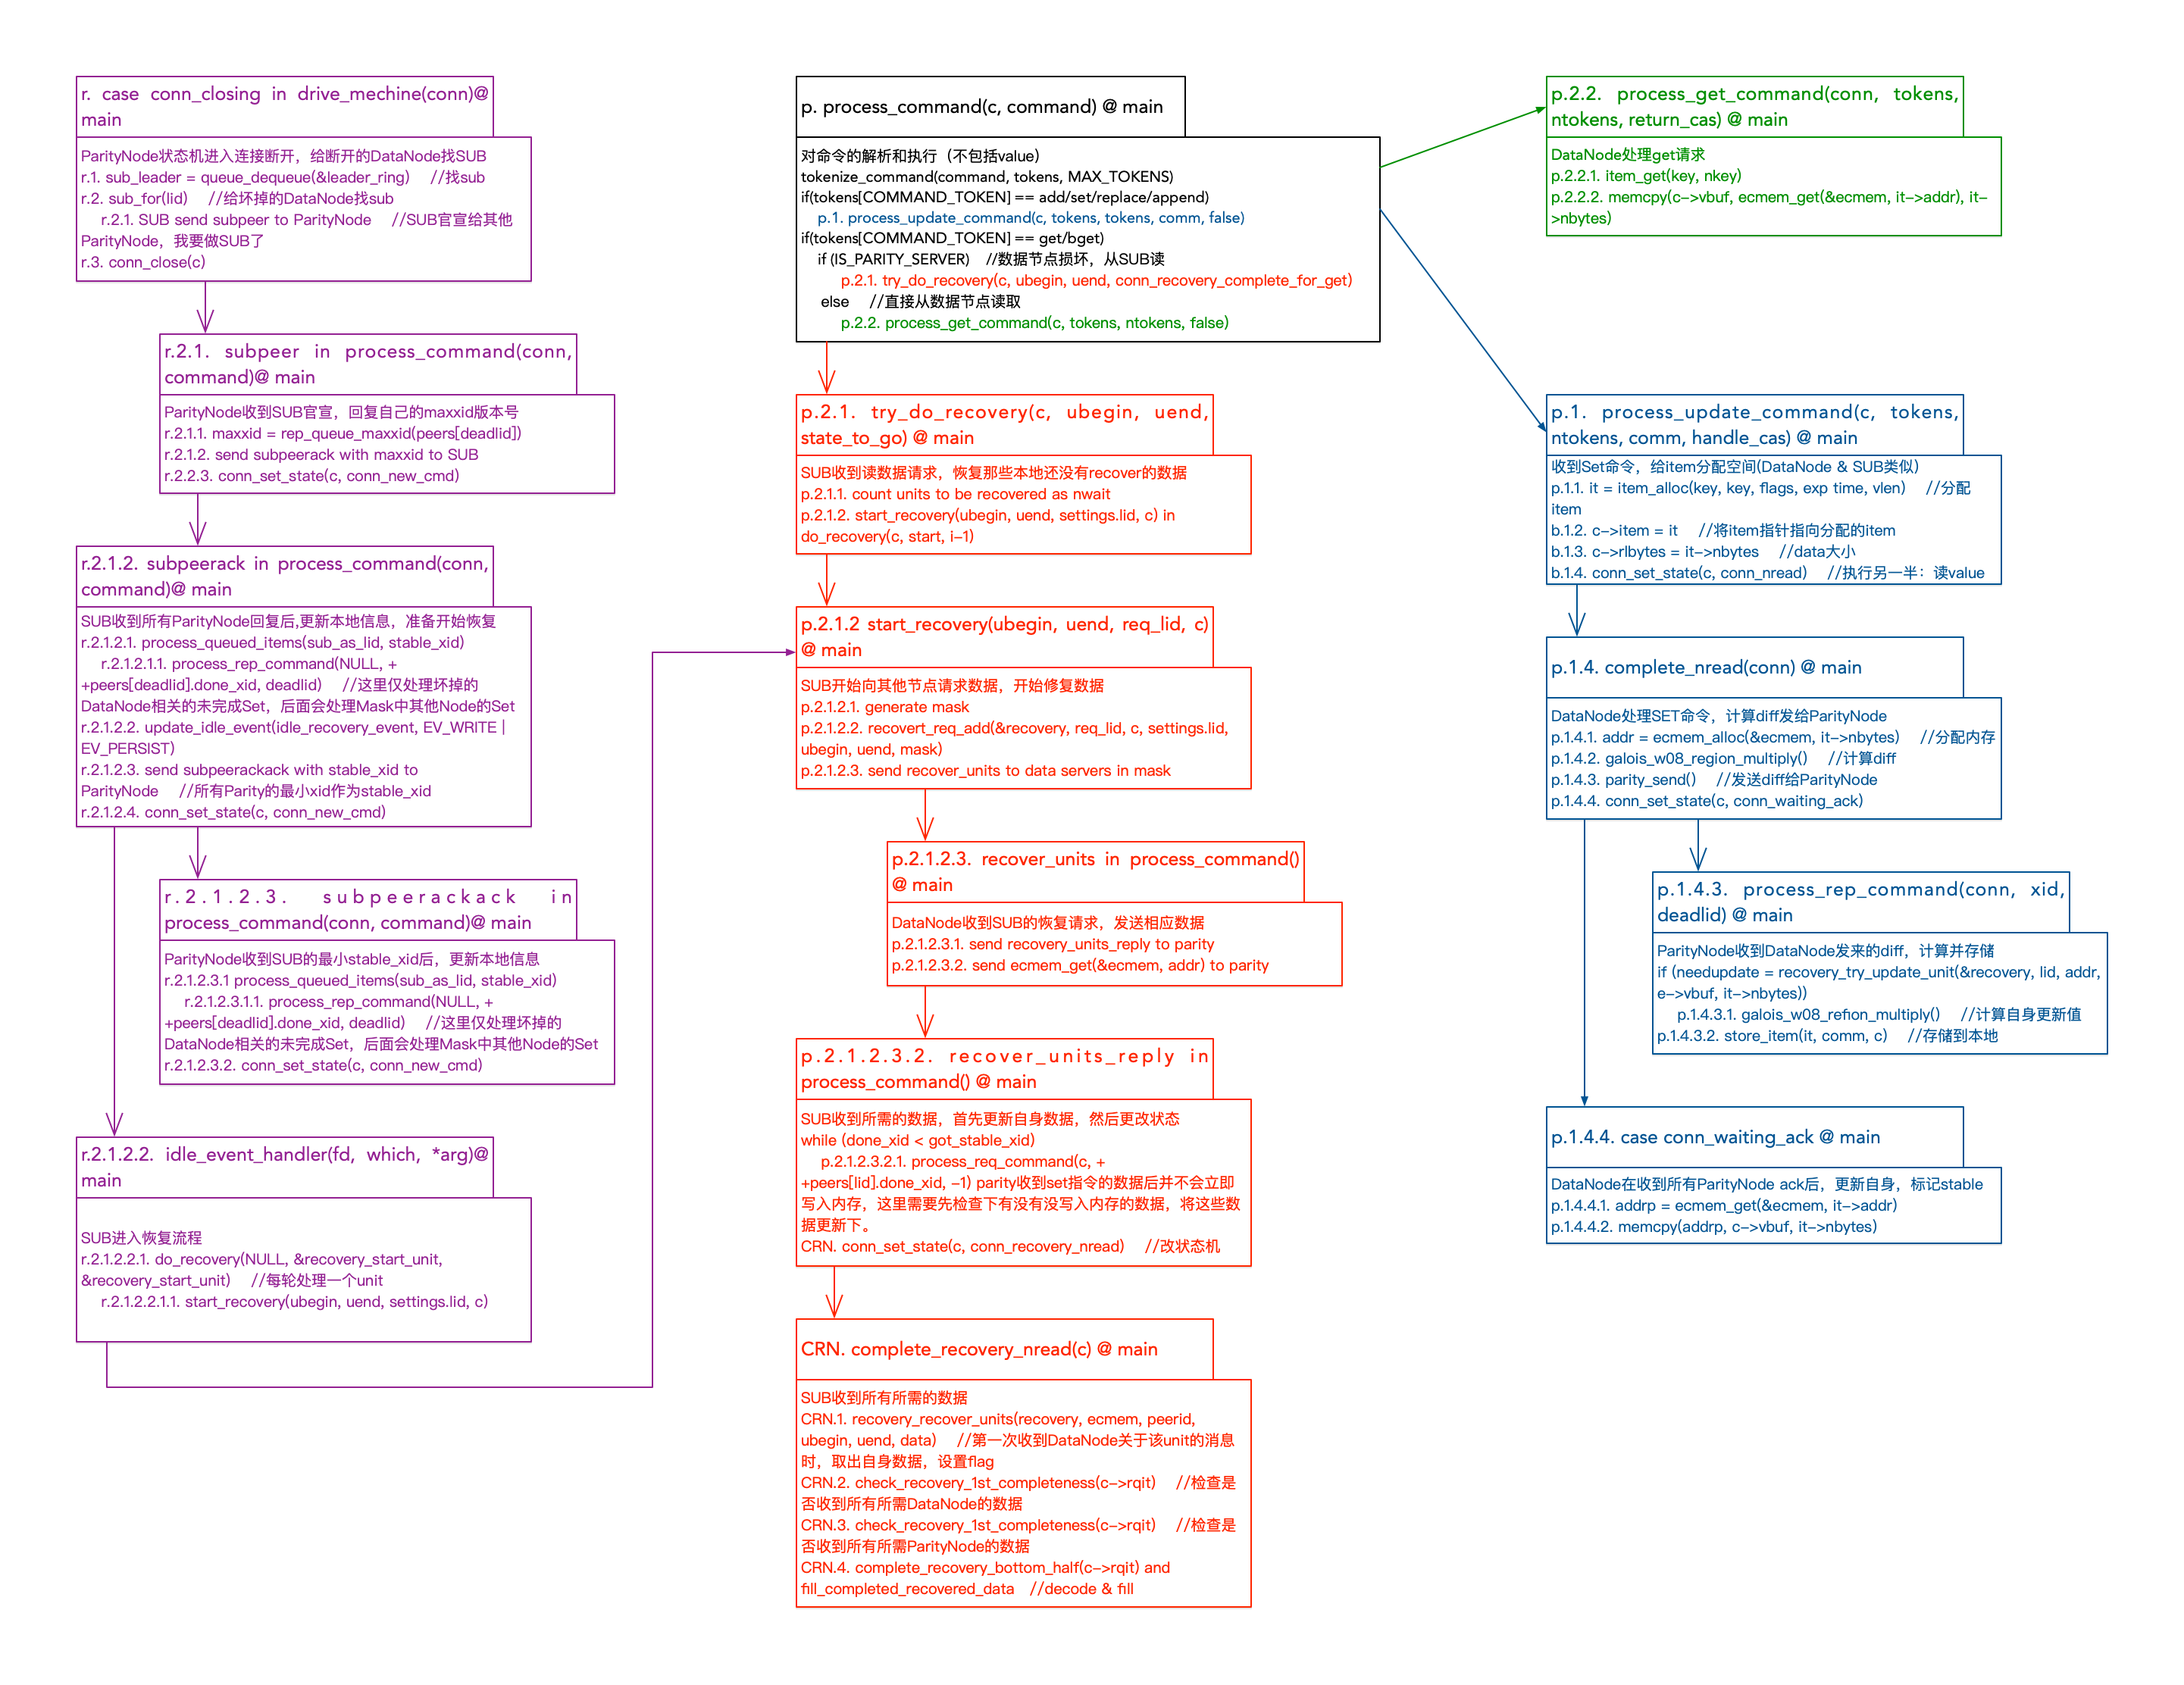 r. case conn_closing in drive_mechine(conn)@
main
ParityNode状态机进入连接断开，给断开的DataNode找SUB
r.1. sub_leader = queue_dequeue(&leader_ring) //找sub
r.2. sub_for(lid) //给坏掉的DataNode找sub
r.2.1. SUB send subpeer to ParityNode //SUB官宣给其他
ParityNode，我要做SUB了
r.3. conn_close(c)
r.2.1. subpeer in process_command(conn,
command)@ main
ParityNode收到SUB官宣，回复自己的maxxid版本号
r.2.1.1. maxxid = rep_queue_maxxid(peers[deadlid])
r.2.1.2. send subpeerack with maxxid to SUB
r.2.2.3. conn_set_state(c, conn_new_cmd)
r.2.1.2. subpeerack in process_command(conn,
command)@ main
SUB收到所有ParityNode回复后,更新本地信息，准备开始恢复
r.2.1.2.1. process_queued_items(sub_as_lid, stable_xid)
r.2.1.2.1.1. process_rep_command(NULL, +
+peers[deadlid].done_xid, deadlid) //这里仅处理坏掉的
DataNode相关的未完成Set，后面会处理Mask中其他Node的Set
r.2.1.2.2. update_idle_event(idle_recovery_event, EV_WRITE |
EV_PERSIST)
r.2.1.2.3. send subpeerackack with stable_xid to
ParityNode //所有Parity的最小xid作为stable_xid
r.2.1.2.4. conn_set_state(c, conn_new_cmd)
r.2.1.2.3. subpeerackack in
process_command(conn, command)@ main
ParityNode收到SUB的最小stable_xid后，更新本地信息
r.2.1.2.3.1 process_queued_items(sub_as_lid, stable_xid)
r.2.1.2.3.1.1. process_rep_command(NULL, +
+peers[deadlid].done_xid, deadlid) //这里仅处理坏掉的
DataNode相关的未完成Set，后面会处理Mask中其他Node的Set
r.2.1.2.3.2. conn_set_state(c, conn_new_cmd)
r.2.1.2.2. idle_event_handler(fd, which, *arg)@
main
SUB进入恢复流程
r.2.1.2.2.1. do_recovery(NULL, &recovery_start_unit,
&recovery_start_unit) //每轮处理一个unit
r.2.1.2.2.1.1. start_recovery(ubegin, uend, settings.lid, c)
p. process_command(c, command) @ main
对命令的解析和执行（不包括value）
tokenize_command(command, tokens, MAX_TOKENS)
if(tokens[COMMAND_TOKEN] == add/set/replace/append)
p.1. process_update_command(c, tokens, tokens, comm, false)
if(tokens[COMMAND_TOKEN] == get/bget)
if (IS_PARITY_SERVER) //数据节点损坏，从SUB读
p.2.1. try_do_recovery(c, ubegin, uend, conn_recovery_complete_for_get)
else //直接从数据节点读取
p.2.2. process_get_command(c, tokens, ntokens, false)
p.2.1. try_do_recovery(c, ubegin, uend,
state_to_go) @ main
SUB收到读数据请求，恢复那些本地还没有recover的数据
p.2.1.1. count units to be recovered as nwait
p.2.1.2. start_recovery(ubegin, uend, settings.lid, c) in
do_recovery(c, start, i-1)
p.2.1.2 start_recovery(ubegin, uend, req_lid, c)
@ main
SUB开始向其他节点请求数据，开始修复数据
p.2.1.2.1. generate mask
p.2.1.2.2. recovert_req_add(&recovery, req_lid, c, settings.lid,
ubegin, uend, mask)
p.2.1.2.3. send recover_units to data servers in mask
p.2.1.2.3. recover_units in process_command()
@ main
DataNode收到SUB的恢复请求，发送相应数据
p.2.1.2.3.1. send recovery_units_reply to parity
p.2.1.2.3.2. send ecmem_get(&ecmem, addr) to parity
p.2.1.2.3.2. recover_units_reply in
process_command() @ main
SUB收到所需的数据，首先更新自身数据，然后更改状态
while (done_xid < got_stable_xid)
p.2.1.2.3.2.1. process_req_command(c, +
+peers[lid].done_xid, -1) parity收到set指令的数据后并不会立即
写入内存，这里需要先检查下有没有没写入内存的数据，将这些数
据更新下。
CRN. conn_set_state(c, conn_recovery_nread) //改状态机
CRN. complete_recovery_nread(c) @ main
SUB收到所有所需的数据
CRN.1. recovery_recover_units(recovery, ecmem, peerid,
ubegin, uend, data) //第一次收到DataNode关于该unit的消息
时，取出自身数据，设置flag
CRN.2. check_recovery_1st_completeness(c->rqit) //检查是
否收到所有所需DataNode的数据
CRN.3. check_recovery_1st_completeness(c->rqit) //检查是
否收到所有所需ParityNode的数据
CRN.4. complete_recovery_bottom_half(c->rqit) and
fill_completed_recovered_data //decode & fill
p.2.2. process_get_command(conn, tokens,
ntokens, return_cas) @ main
DataNode处理get请求
p.2.2.1. item_get(key, nkey)
p.2.2.2. memcpy(c->vbuf, ecmem_get(&ecmem, it->addr), it-
>nbytes)
p.1. process_update_command(c, tokens,
ntokens, comm, handle_cas) @ main
收到Set命令，给item分配空间(DataNode & SUB类似)
p.1.1. it = item_alloc(key, key, flags, exp time, vlen) //分配
item
b.1.2. c->item = it //将item指针指向分配的item
b.1.3. c->rlbytes = it->nbytes //data大小
b.1.4. conn_set_state(c, conn_nread) //执行另一半：读value
p.1.4. complete_nread(conn) @ main
DataNode处理SET命令，计算diff发给ParityNode
p.1.4.1. addr = ecmem_alloc(&ecmem, it->nbytes) //分配内存
p.1.4.2. galois_w08_region_multiply() //计算diff
p.1.4.3. parity_send() //发送diff给ParityNode
p.1.4.4. conn_set_state(c, conn_waiting_ack)
p.1.4.3. process_rep_command(conn, xid,
deadlid) @ main
ParityNode收到DataNode发来的diff，计算并存储
if (needupdate = recovery_try_update_unit(&recovery, lid, addr,
e->vbuf, it->nbytes))
p.1.4.3.1. galois_w08_refion_multiply() //计算自身更新值
p.1.4.3.2. store_item(it, comm, c) //存储到本地
p.1.4.4. case conn_waiting_ack @ main
DataNode在收到所有ParityNode ack后，更新自身，标记stable
p.1.4.4.1. addrp = ecmem_get(&ecmem, it->addr)
p.1.4.4.2. memcpy(addrp, c->vbuf, it->nbytes)